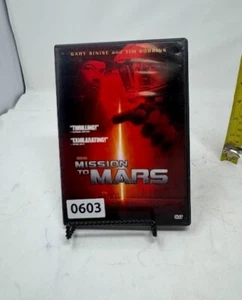 GARY SINISE AND TIM ROBBINS
"THRILLING!"
"EXHILARATING!"
MISSION
TO MARS
0603
DVD